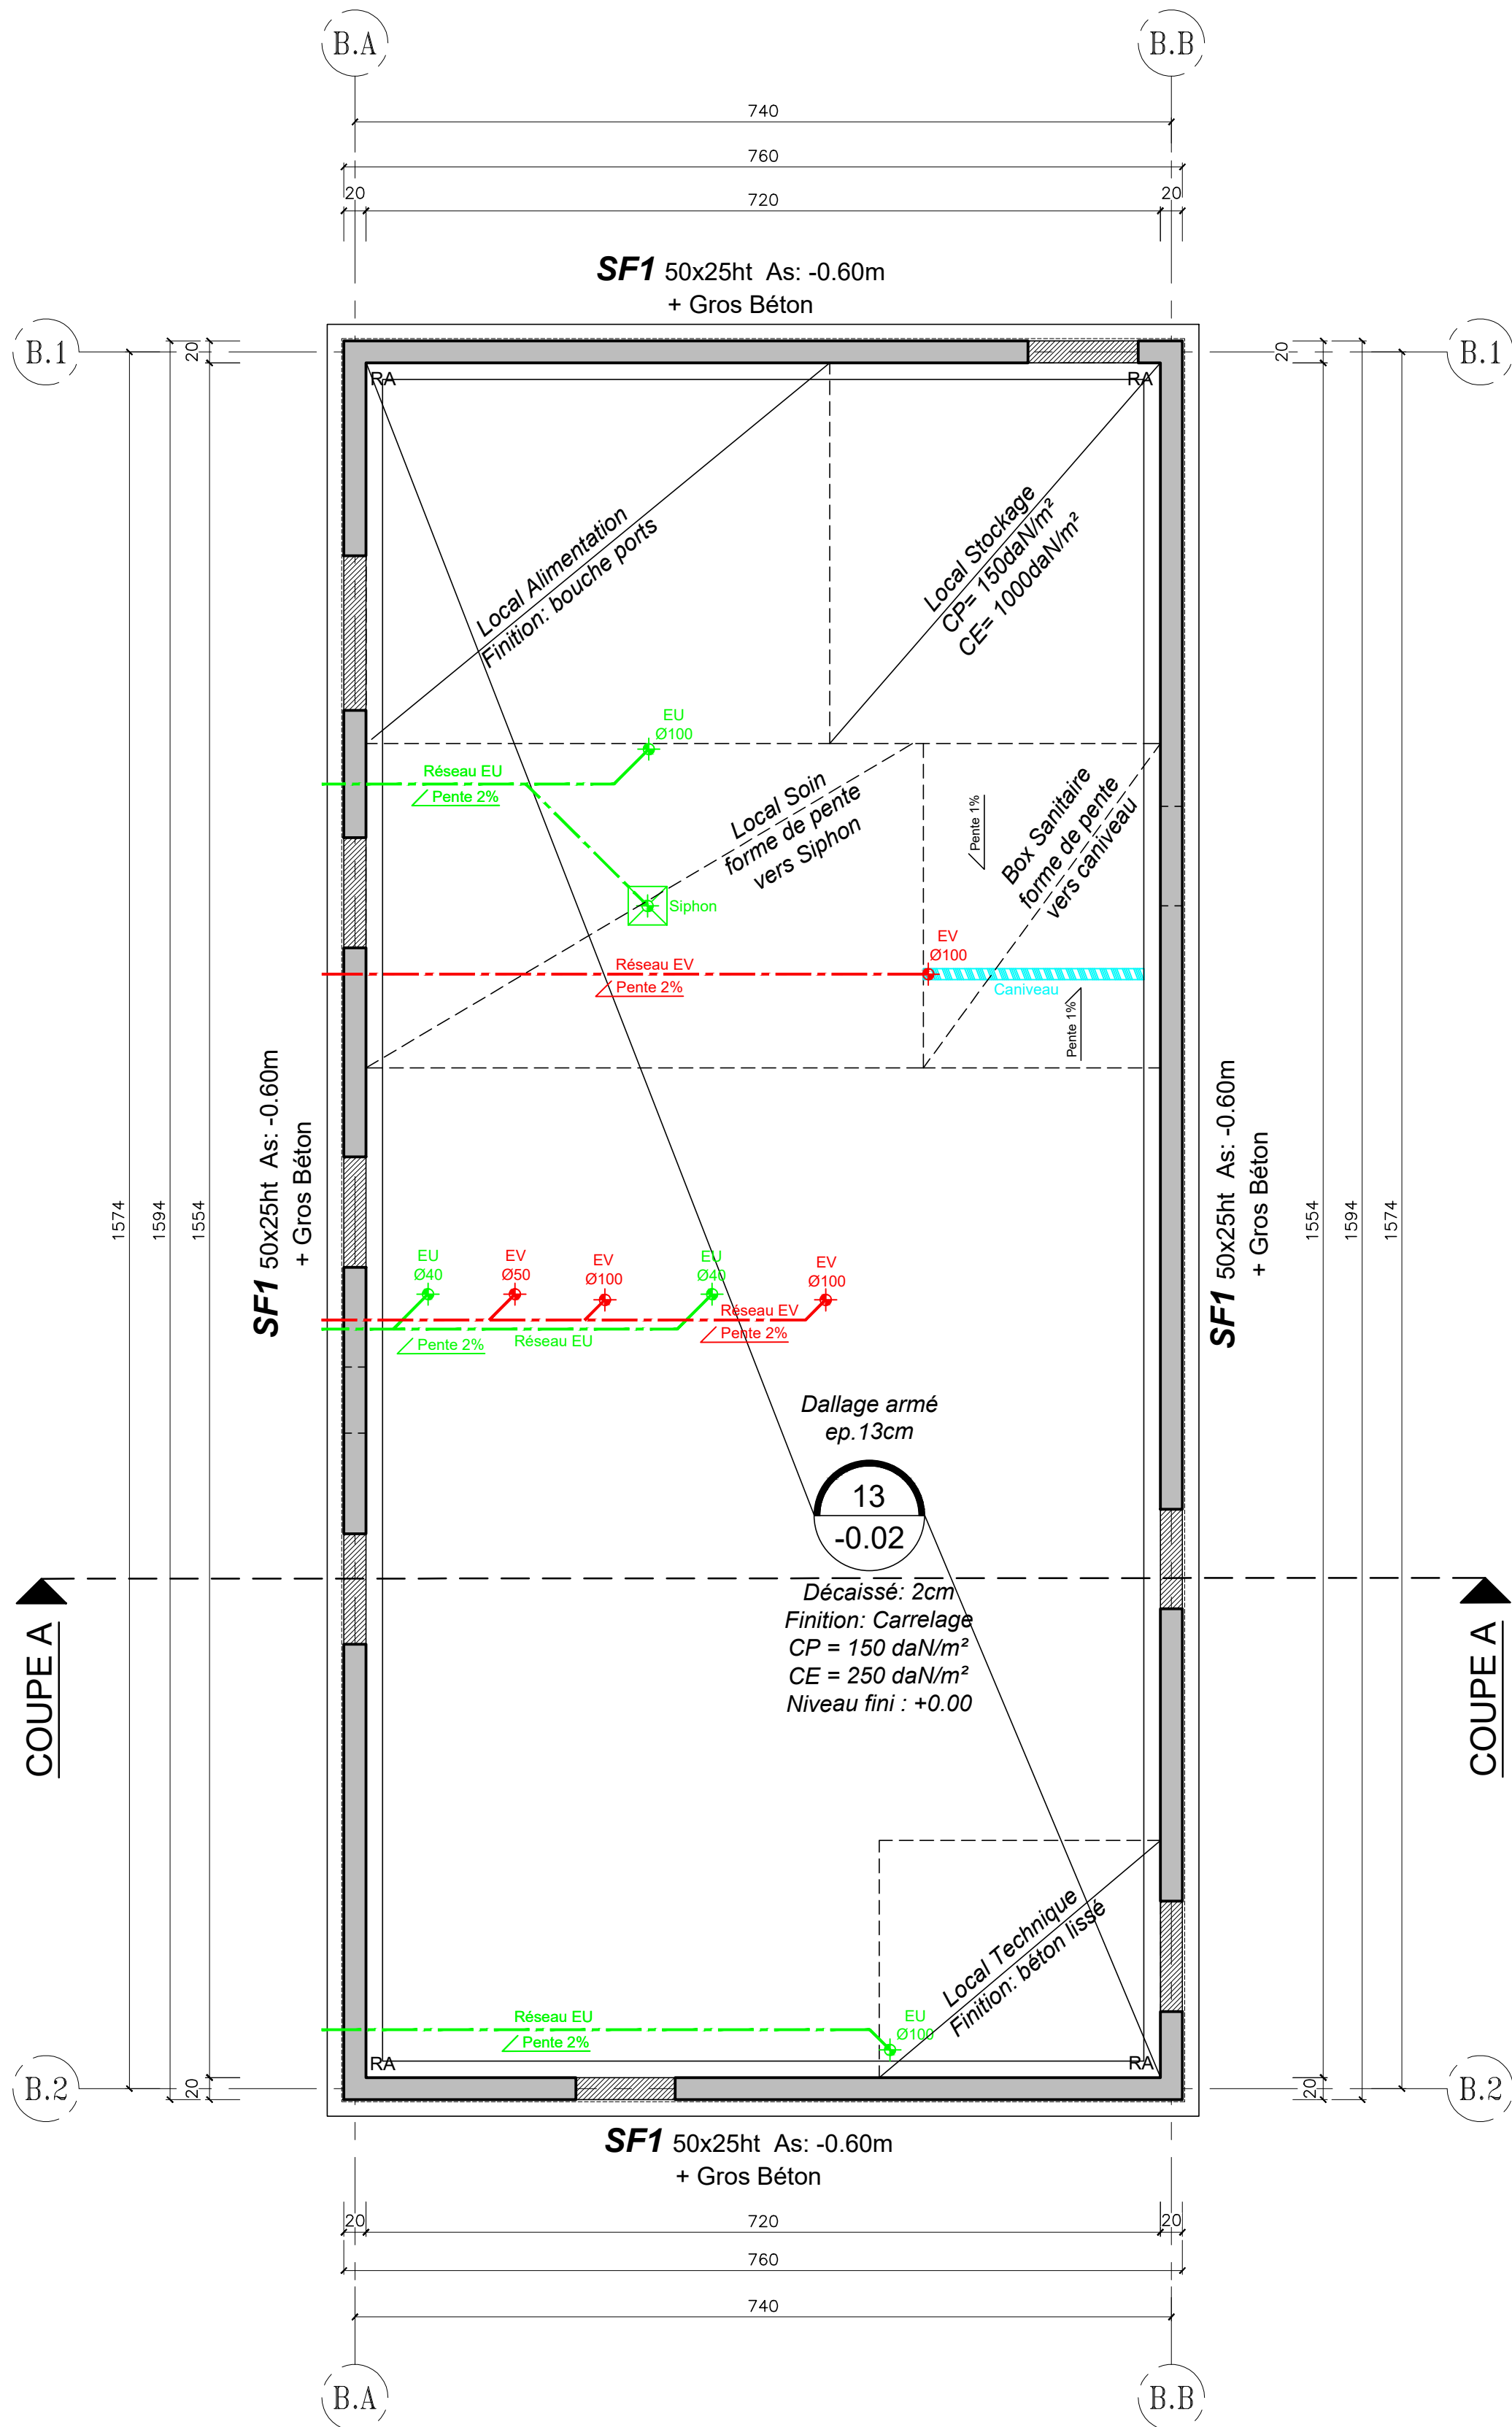 B.A
B.B
740
760
20
720
20
SF1 50x25ht As: -0.60m
+ Gros Béton
B.1
20
20
B.1
RA
RA
Local Alimentation
Finition: bouche ports
Local Stockage
CP= 150daN/m²
CE= 1000daN/m²
EU
Ø100
Réseau EU
Pente 2%
Local Soin
forme de pente
vers Siphon
Pente 1%
Box Sanitaire
forme de pente
vers caniveau
Siphon
EV
Ø100
Réseau EV
Pente 2%
Caniveau
Pente 1%
1574
1594
1554
SF1 50x25ht As: -0.60m
+ Gros Béton
SF1 50x25ht As: -0.60m
+ Gros Béton
1554
1594
1574
EU
Ø40
EV
Ø50
EV
Ø100
EU
Ø40
EV
Ø100
Réseau EV
Pente 2%
Pente 2%
Réseau EU
Dallage armé
ep.13cm
13
-0.02
Décaissé: 2cm
Finition: Carrelage
CP = 150 daN/m²
CE = 250 daN/m²
Niveau fini : +0.00
COUPE A
COUPE A
Local Technique
Finition: béton lissé
Réseau EU
Pente 2%
EU
Ø100
RA
RA
B.2
20
20
B.2
SF1 50x25ht As: -0.60m
+ Gros Béton
20
720
20
760
740
B.A
B.B